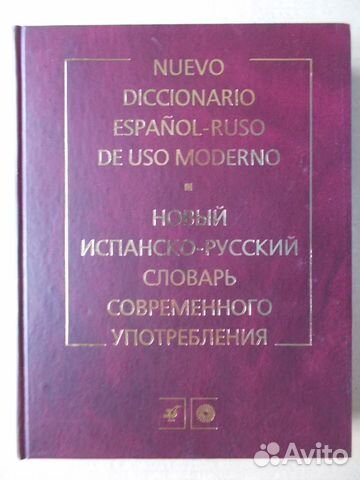 NUEVO
DICCIONARIO
ESPAÑOL-RUSO
DE USO MODERNO
НОВЫЙ
ИСПАНСКО-РУССКИЙ
СЛОВАРЬ
СОВРЕМЕННОГО
УПОТРЕБЛЕНИЯ
Avito